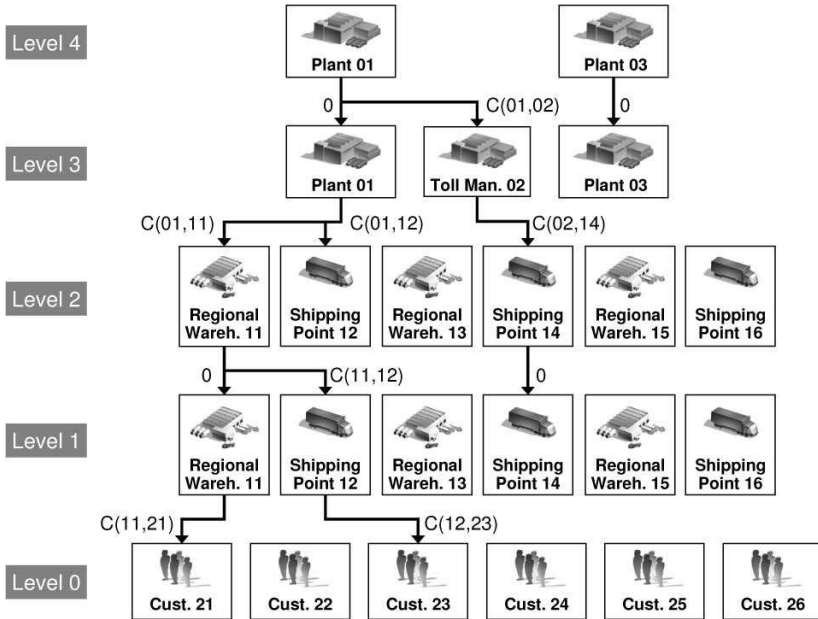 Level 4
Plant 01
Plant 03
0
C(01,02)
0
Level 3
Plant 01
Toll Man. 02
Plant 03
C(01,11)
C(01,12)
C(02,14)
Level 2
Regional
Wareh. 11
Shipping
Point 12
Regional
Wareh. 13
Shipping
Point 14
Regional
Wareh. 15
Shipping
Point 16
0
C(11,12)
0
Level 1
Regional
Wareh. 11
Shipping
Point 12
Regional
Wareh. 13
Shipping
Point 14
Regional
Wareh. 15
Shipping
Point 16
C(11,21)
C(12,23)
Level 0
Cust. 21
Cust. 22
Cust. 23
Cust. 24
Cust. 25
Cust. 26